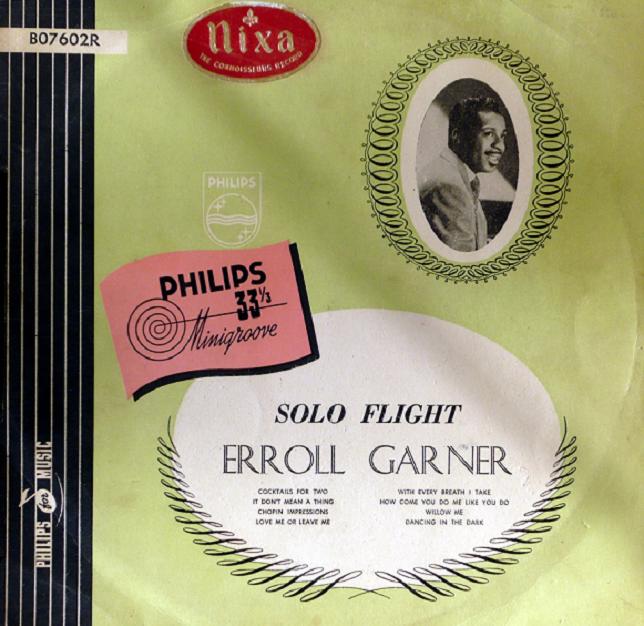 B07602R
nixa
THE CONNOISSEURS RECORD
PHILIPS
PHILIPS
33⅓
Minigroove
SOLO FLIGHT
ERROLL GARNER
COCKTAILS FOR TWO
IT DON'T MEAN A THING
CHOPIN IMPRESSIONS
LOVE ME OR LEAVE ME
WITH EVERY BREATH I TAKE
HOW COME YOU DO ME LIKE YOU DO
WILLOW ME
DANCING IN THE DARK
PHILIPS for MUSIC